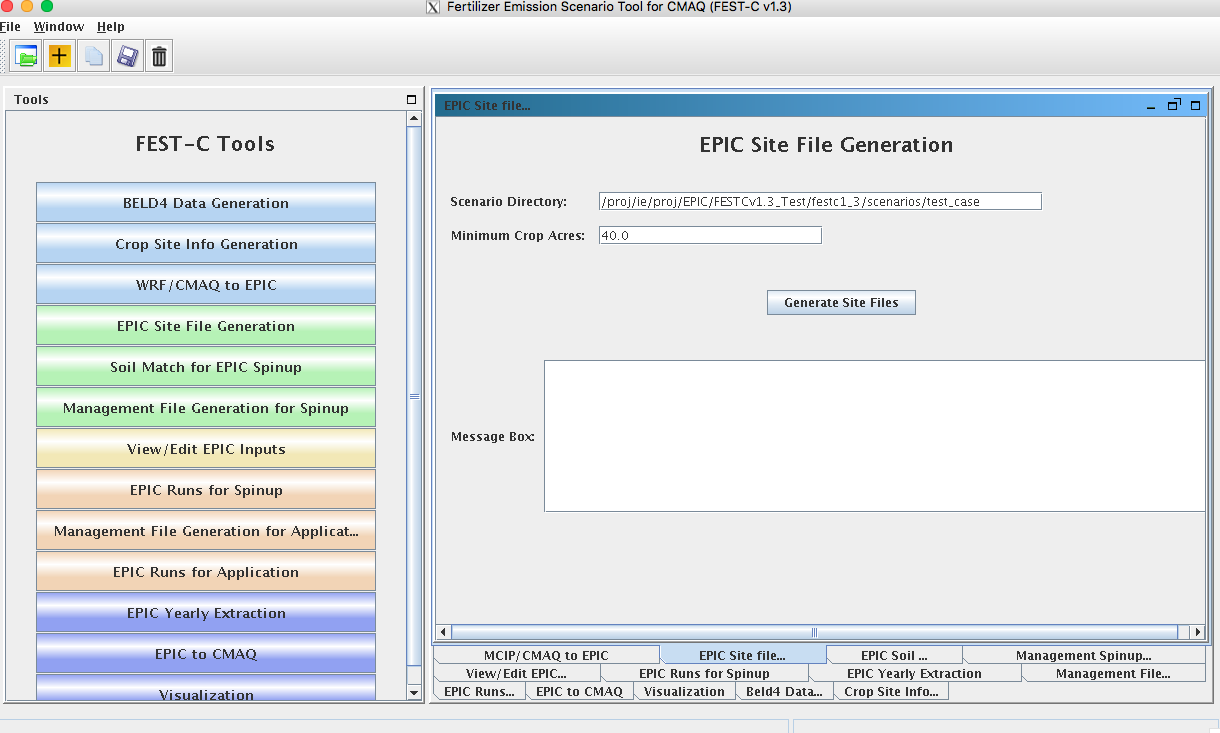 Fertilizer Emission Scenario Tool for CMAQ (FEST-C v1.3)
File Window Help
Tools
FEST-C Tools
BELD4 Data Generation
Crop Site Info Generation
WRF/CMAQ to EPIC
EPIC Site File Generation
Soil Match for EPIC Spinup
Management File Generation for Spinup
View/Edit EPIC Inputs
EPIC Runs for Spinup
Management File Generation for Applicat...
EPIC Runs for Application
EPIC Yearly Extraction
EPIC to CMAQ
Visualization
EPIC Site file...
EPIC Site File Generation
Scenario Directory: /proj/ie/proj/EPIC/FESTCv1.3_Test/festc1_3/scenarios/test_case
Minimum Crop Acres: 40.0
Generate Site Files
Message Box:
MCIP/CMAQ to EPIC EPIC Site file... EPIC Soil ... Management Spinup...
View/Edit EPIC... EPIC Runs for Spinup EPIC Yearly Extraction Management File...
EPIC Runs... EPIC to CMAQ Visualization Beld4 Data... Crop Site Info...